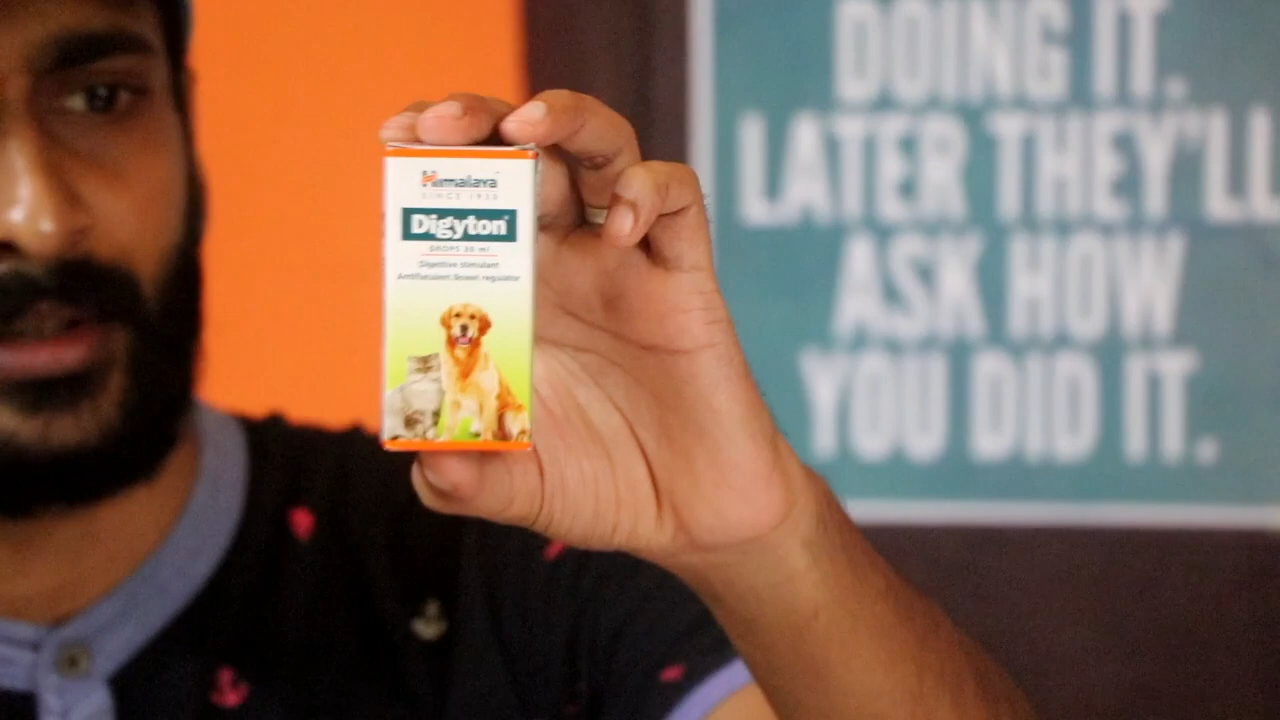 Himalaya
SINCE 1930
Digyton
DROPS 30 ml
Digestive stimulant
Antiflatulent Bowel regulator
DOING IT.
LATER THEY'LL
ASK HOW
YOU DID IT.